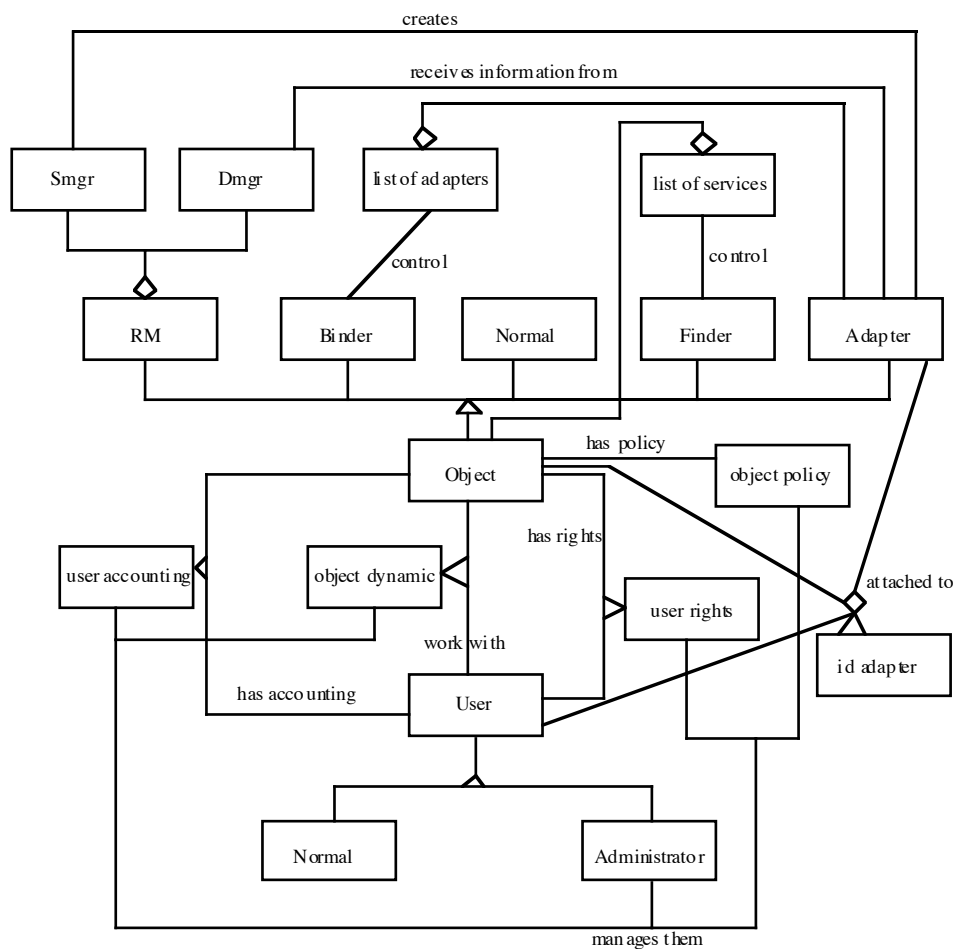 creates
receives information from
Smgr
Dmgr
list of adapters
list of services
control
control
RM
Binder
Normal
Finder
Adapter
has policy
Object
object policy
has rights
user accounting
object dynamic
attached to
user rights
work with
id adapter
has accounting
User
Normal
Administrator
manages them